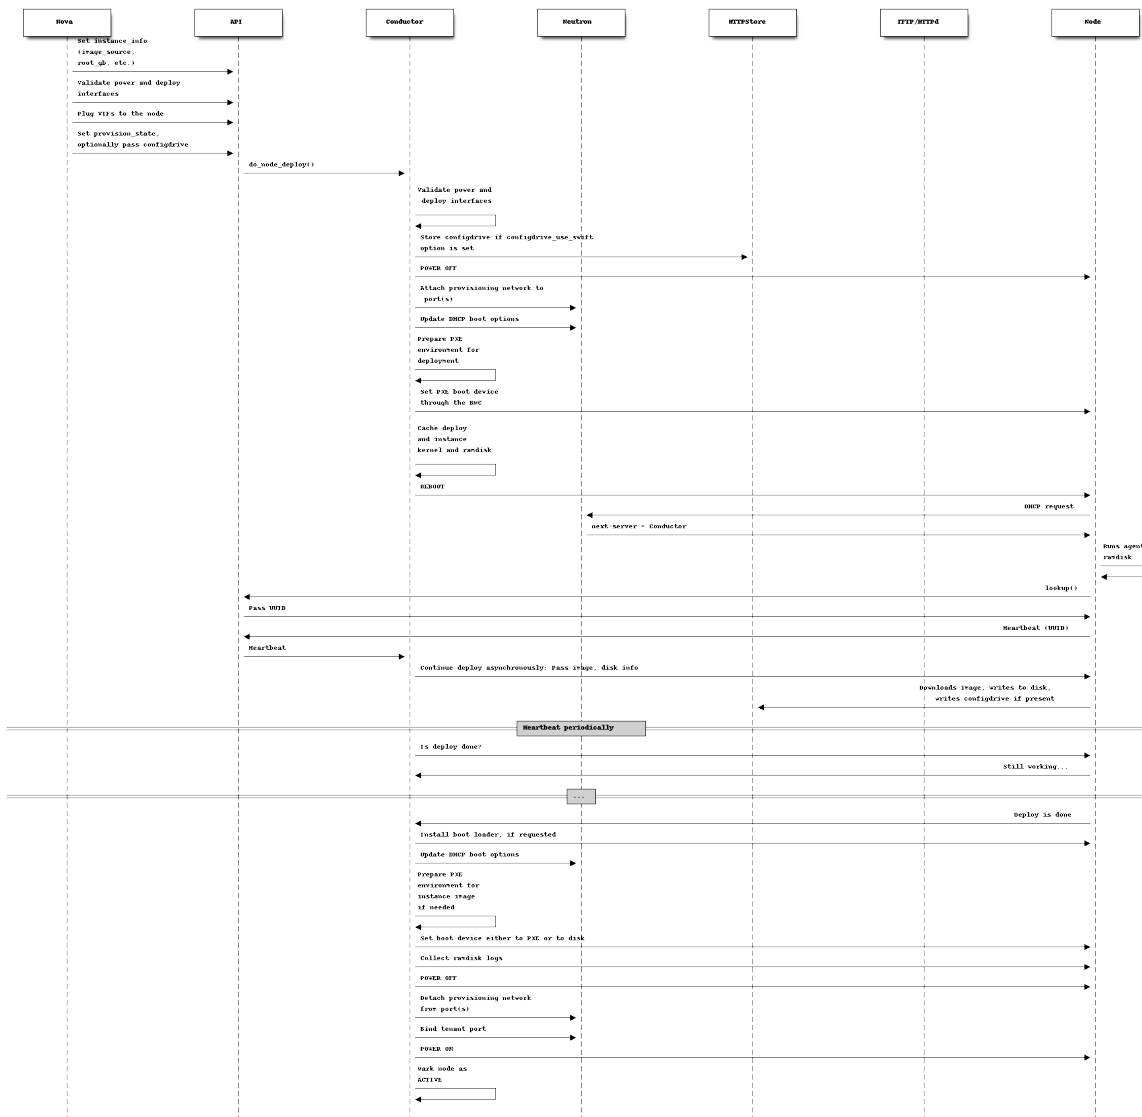 Nova
API
Conductor
Neutron
HTTPStore
TFTP/HTTPd
Node
Set instance_info
(image_source,
root_gb, etc.)
Validate power and deploy
interfaces
Plug VIFs to the node
Set provision_state,
optionally pass configdrive
do_node_deploy()
Validate power and
deploy interfaces
Store configdrive if configdrive_use_swift
option is set
POWER OFF
Attach provisioning network to
port(s)
Update DHCP boot options
Prepare PXE
environment for
deployment
Set PXE boot device
through the BMC
Cache deploy
and instance
kernel and ramdisk
REBOOT
DHCP request
next-server = Conductor
Runs agent
ramdisk
lookup()
Pass UUID
Heartbeat (UUID)
Heartbeat
Continue deploy asynchronously: Pass image, disk info
Downloads image, writes to disk,
writes configdrive if present
Heartbeat periodically
Is deploy done?
Still working...
...
Deploy is done
Install boot loader, if requested
Update DHCP boot options
Prepare PXE
environment for
instance image
if needed
Set boot device either to PXE or to disk
Collect ramdisk logs
POWER OFF
Detach provisioning network
from port(s)
Bind tenant port
POWER ON
Mark node as
ACTIVE